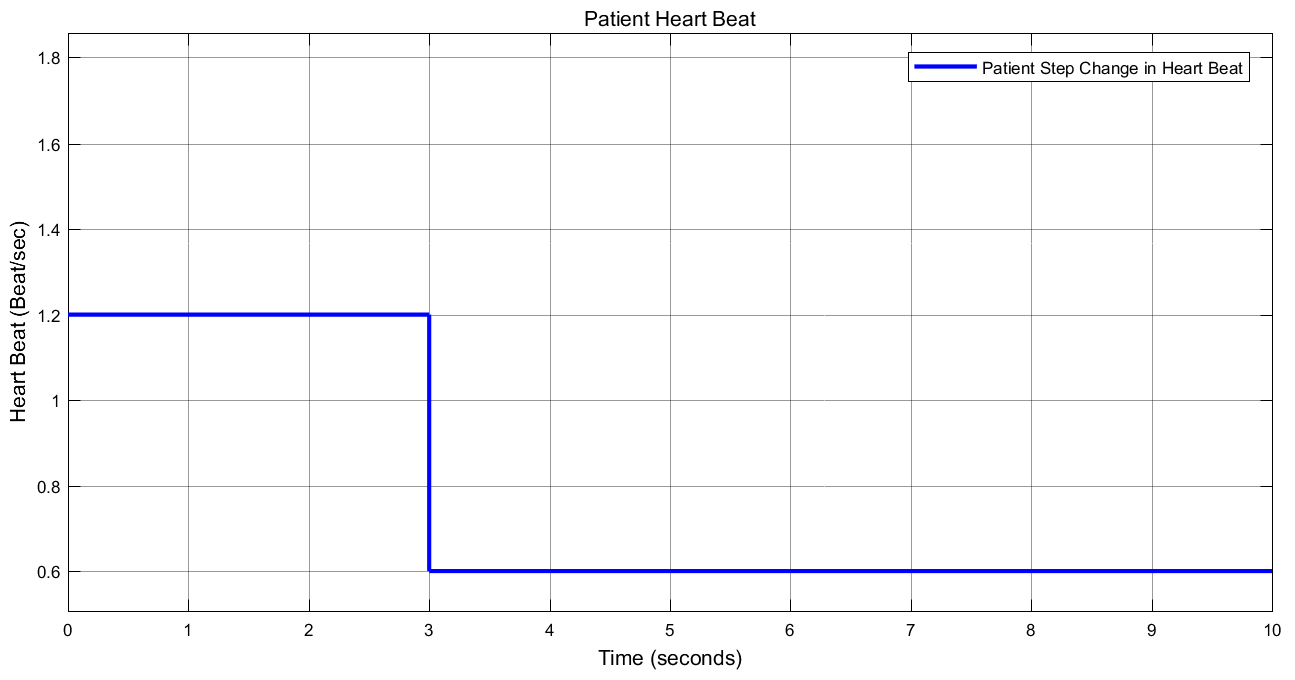 Patient Heart Beat
Patient Step Change in Heart Beat
Heart Beat (Beat/sec)
1.8
1.6
1.4
1.2
1
0.8
0.6
0 1 2 3 4 5 6 7 8 9 10
Time (seconds)